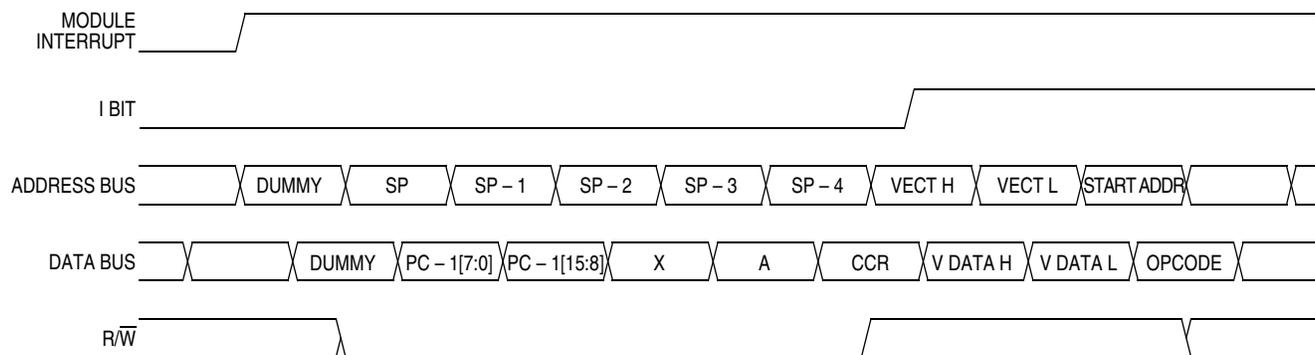 MODULE
INTERRUPT
I BIT
ADDRESS BUS DUMMY SP SP – 1 SP – 2 SP – 3 SP – 4 VECT H VECT L START ADDR
DATA BUS DUMMY PC – 1[7:0] PC – 1[15:8] X A CCR V DATA H V DATA L OPCODE
R/W̅